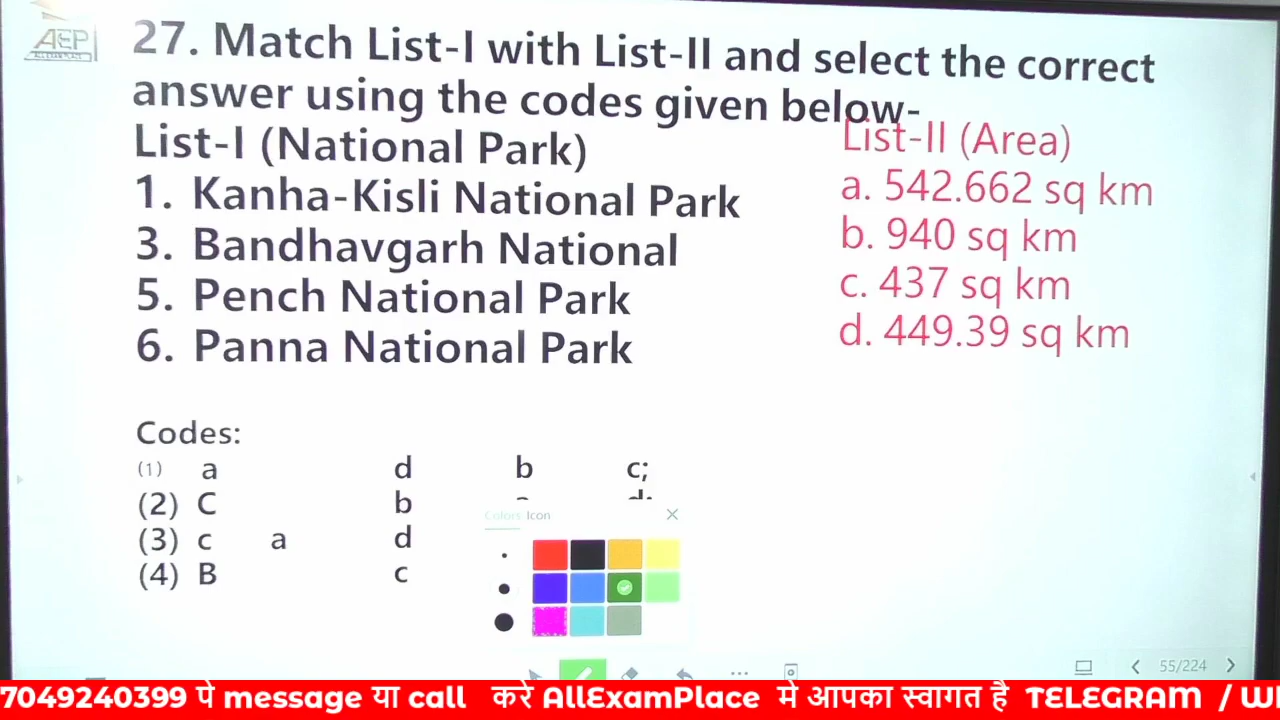 AEP
27. Match List-I with List-II and select the correct
answer using the codes given below-
List-I (National Park)
List-II (Area)
1. Kanha-Kisli National Park
a. 542.662 sq km
3. Bandhavgarh National
b. 940 sq km
5. Pench National Park
c. 437 sq km
6. Panna National Park
d. 449.39 sq km
Codes:
(1) a d b c;
(2) C b
(3) c a d
(4) B c
Colors Icon
55/224
7049240399 पे message या call करे AllExamPlace मे आपका स्वागत है TELEGRAM / W